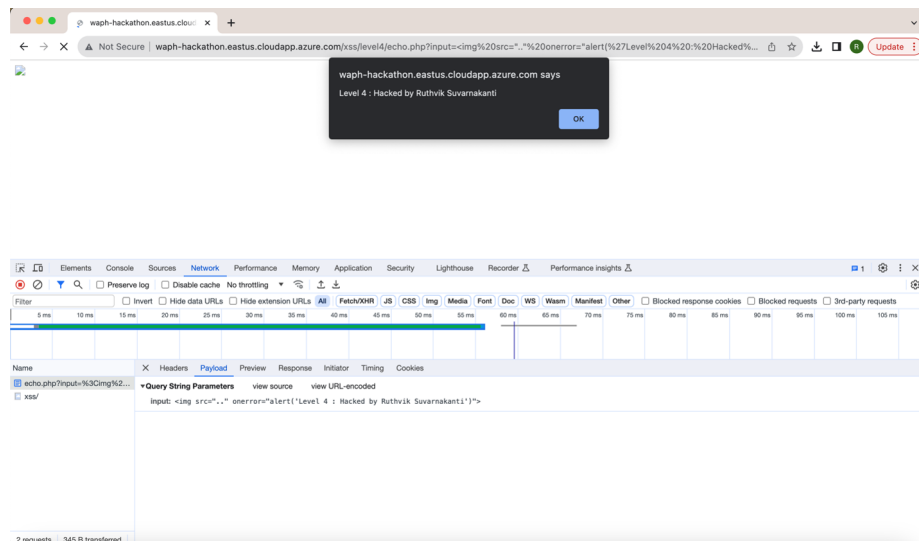 waph-hackathon.eastus.cloud
Not Secure | waph-hackathon.eastus.cloudapp.azure.com/xss/level4/echo.php?input=<img%20src=".."%20onerror="alert(%27Level%204%20:%20Hacked%... R Update
waph-hackathon.eastus.cloudapp.azure.com says
Level 4 : Hacked by Ruthvik Suvarnakanti
OK
Elements Console Sources Network Performance Memory Application Security Lighthouse Recorder Performance insights 1
Preserve log Disable cache No throttling
Filter Invert Hide data URLs Hide extension URLs All Fetch/XHR JS CSS Img Media Font Doc WS Wasm Manifest Other Blocked response cookies Blocked requests 3rd-party requests
5 ms 10 ms 15 ms 20 ms 25 ms 30 ms 35 ms 40 ms 45 ms 50 ms 55 ms 60 ms 65 ms 70 ms 75 ms 80 ms 85 ms 90 ms 95 ms 100 ms 105 ms
Name Headers Payload Preview Response Initiator Timing Cookies
echo.php?input=%3Cimg%2... Query String Parameters view source view URL-encoded
xss/ input: <img src=".." onerror="alert('Level 4 : Hacked by Ruthvik Suvarnakanti')">
2 requests 345 B transferred